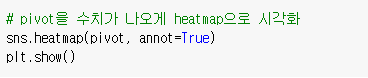 # pivot을 수치가 나오게 heatmap으로 시각화
sns.heatmap(pivot, annot=True)
plt.show()